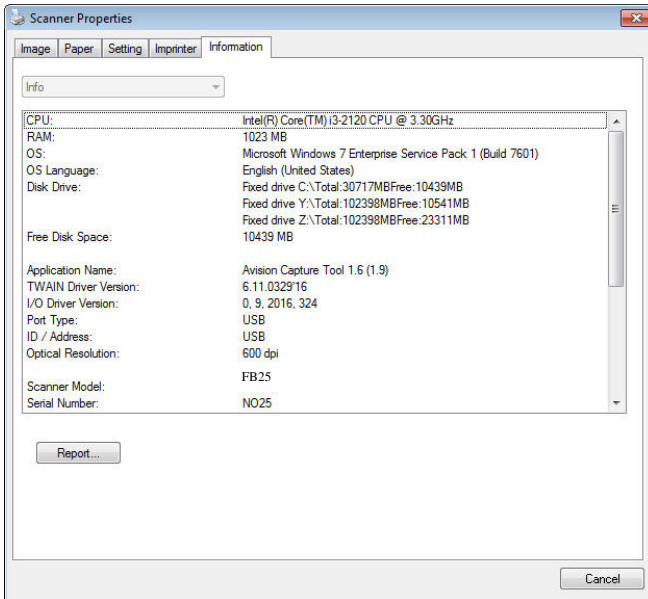 Scanner Properties
Image Paper Setting Imprinter Information
Info
CPU: Intel(R) Core(TM) i3-2120 CPU @ 3.30GHz
RAM: 1023 MB
OS: Microsoft Windows 7 Enterprise Service Pack 1 (Build 7601)
OS Language: English (United States)
Disk Drive: Fixed drive C:\Total:30717MBFree:10439MB
Fixed drive Y:\Total:102398MBFree:10541MB
Fixed drive Z:\Total:102398MBFree:23311MB
Free Disk Space: 10439 MB
Application Name: Avision Capture Tool 1.6 (1.9)
TWAIN Driver Version: 6.11.0329'16
I/O Driver Version: 0, 9, 2016, 324
Port Type: USB
ID / Address: USB
Optical Resolution: 600 dpi
Scanner Model: FB25
Serial Number: NO25
Report...
Cancel